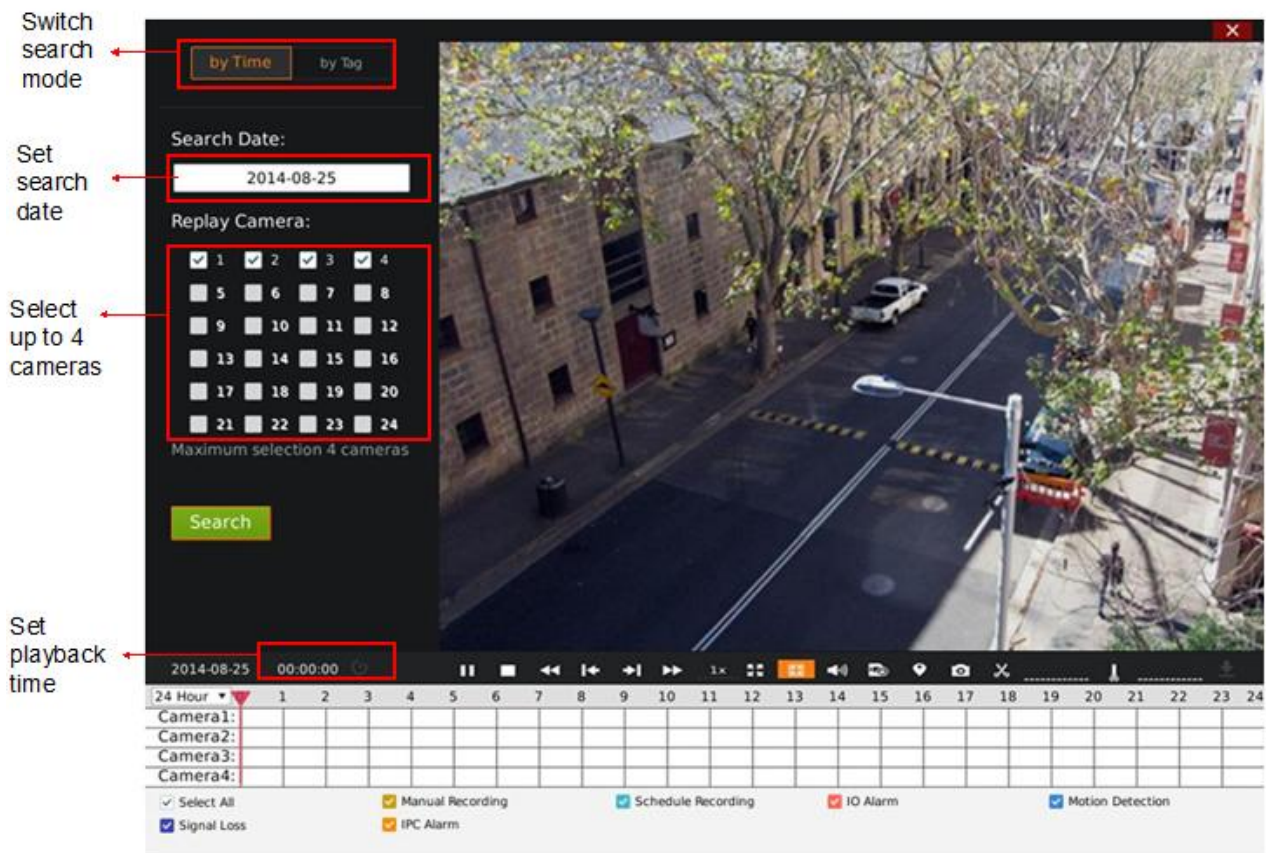 Switch
search
mode
by Time by Tag
Search Date:
Set
search
date
2014-08-25
Replay Camera:
1 2 3 4
5 6 7 8
9 10 11 12
13 14 15 16
17 18 19 20
21 22 23 24
Select
up to 4
cameras
Maximum selection 4 cameras
Search
Set
playback
time
2014-08-25 00:00:00 1x
24 Hour 1 2 3 4 5 6 7 8 9 10 11 12 13 14 15 16 17 18 19 20 21 22 23 24
Camera1:
Camera2:
Camera3:
Camera4:
Select All Manual Recording Schedule Recording IO Alarm Motion Detection
Signal Loss IPC Alarm